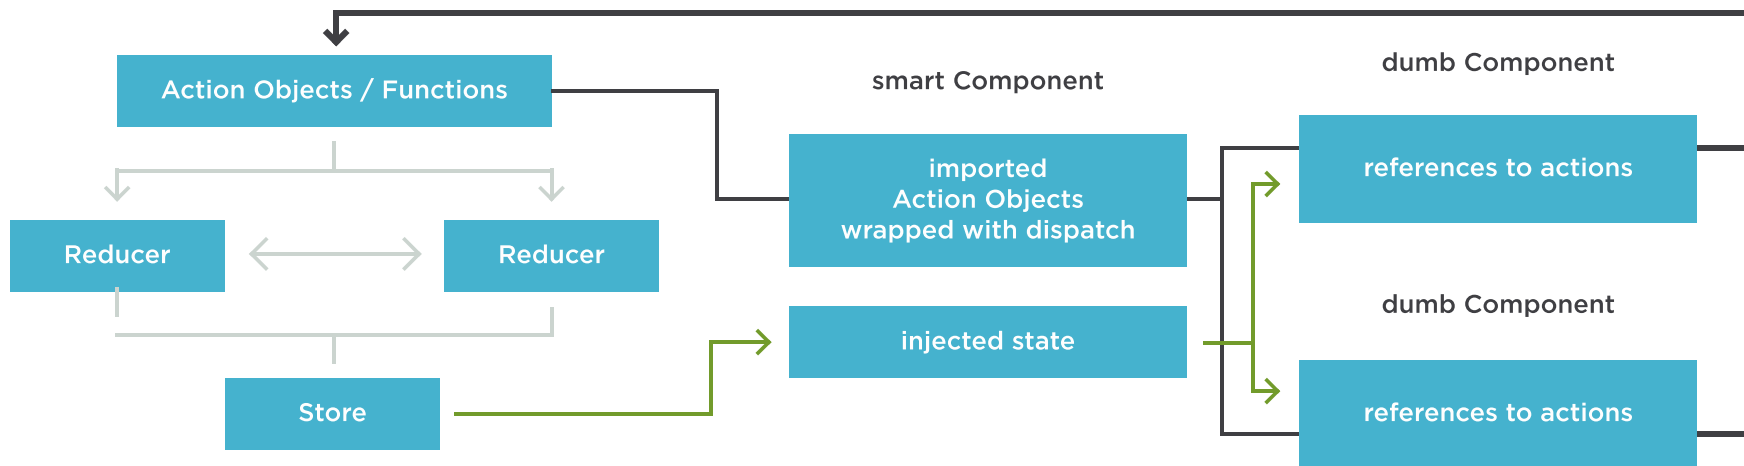 Action Objects / Functions
Reducer
Reducer
Store
smart Component
imported
Action Objects
wrapped with dispatch
injected state
dumb Component
references to actions
dumb Component
references to actions